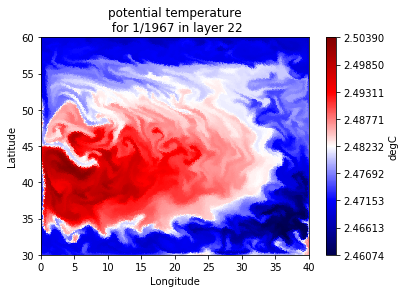 potential temperature
for 1/1967 in layer 22
60
55
50
45
40
35
30
Latitude
0 5 10 15 20 25 30 35 40
Longitude
2.50390
2.49850
2.49311
2.48771
2.48232
2.47692
2.47153
2.46613
2.46074
degC